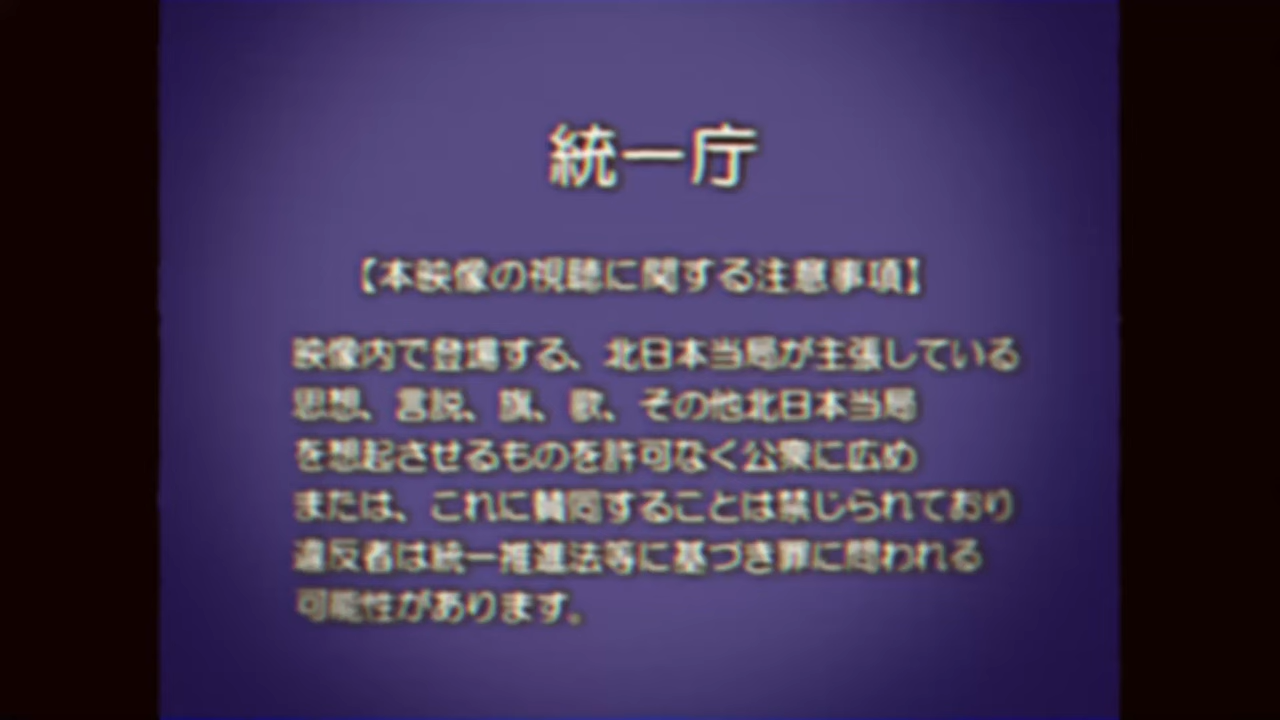 統一庁
【本映像の視聴に関する注意事項】
映像内で登場する、北日本当局が主張している
思想、言説、旗、歌、その他北日本当局
を想起させるものを許可なく公衆に広め
または、これに賛同することは禁じられており
違反者は統一推進法等に基づき罪に問われる
可能性があります。